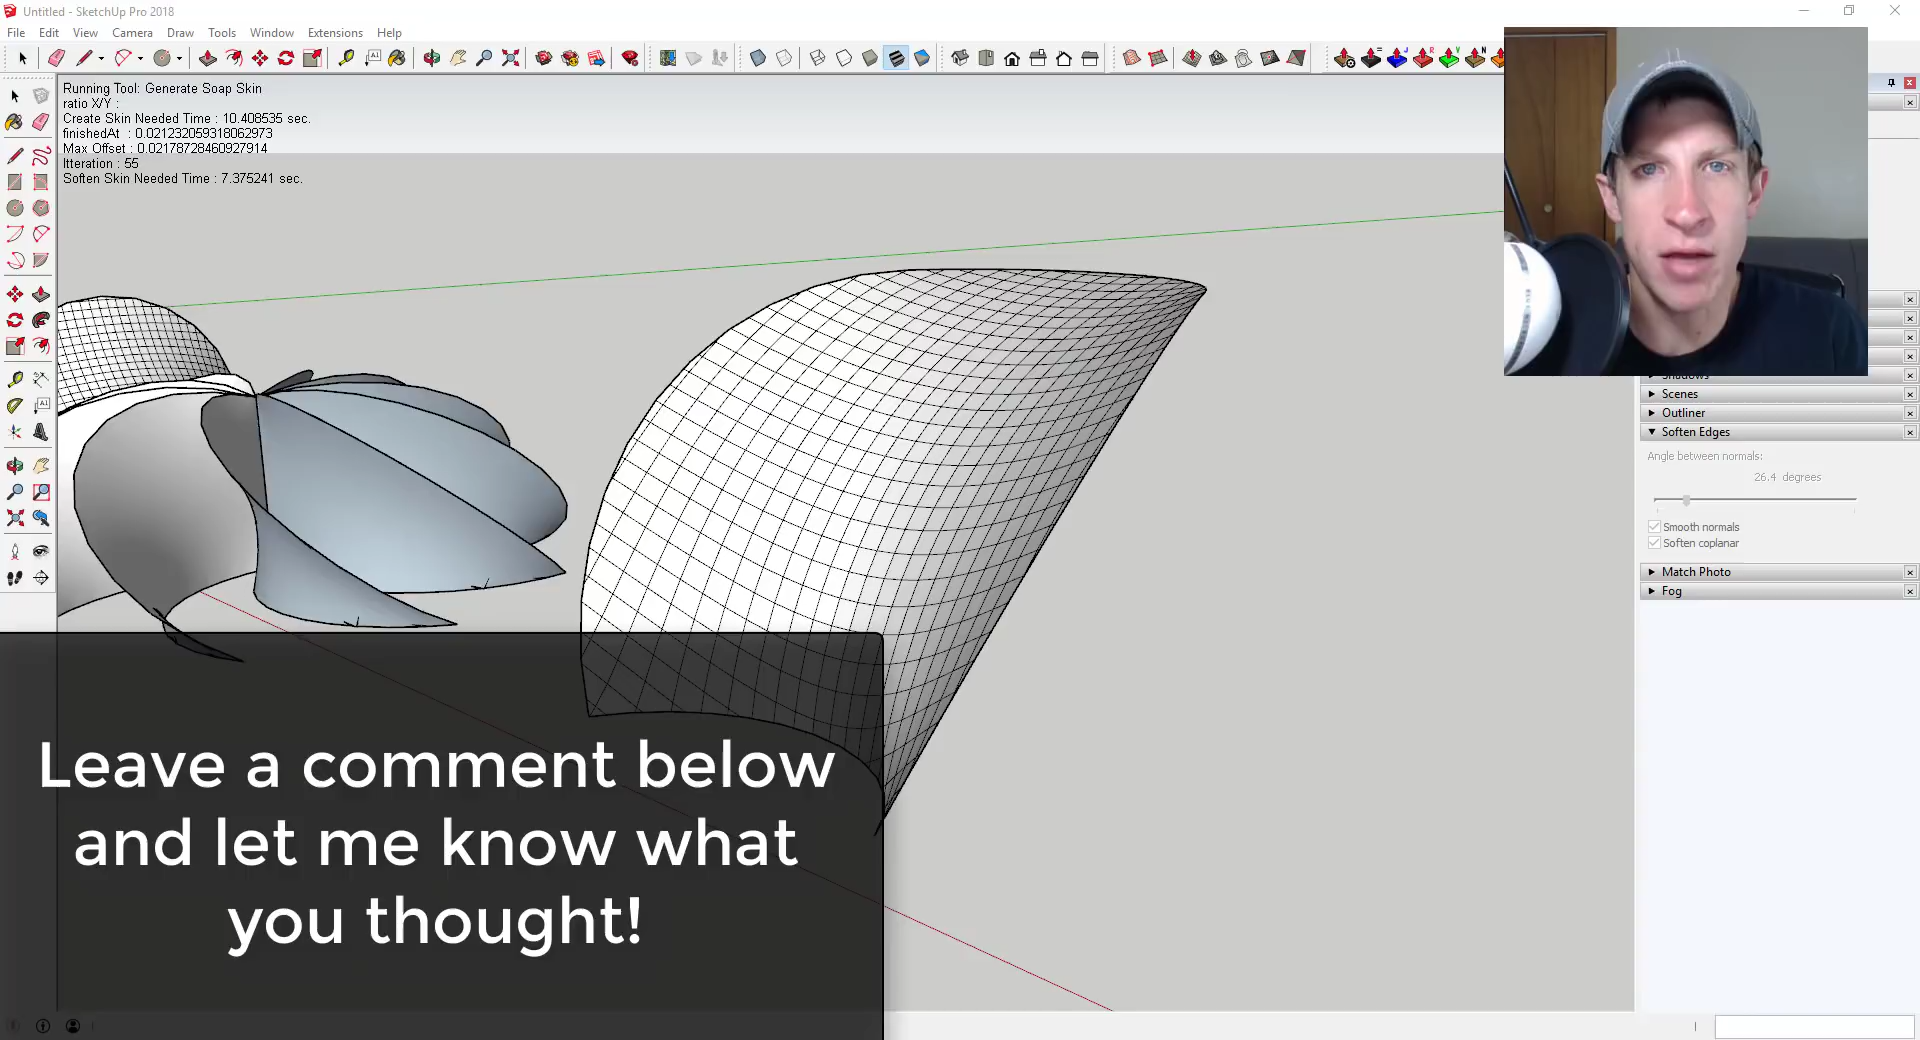 Untitled - SketchUp Pro 2018
File Edit View Camera Draw Tools Window Extensions Help
Running Tool: Generate Soap Skin
ratio X/Y :
Create Skin Needed Time : 10.408535 sec.
finishedAt : 0.021232059318062973
Max Offset : 0.02178728460927914
Itteration : 55
Soften Skin Needed Time : 7.375241 sec.
Shadows
Scenes
Outliner
Soften Edges
Angle between normals:
26.4 degrees
Smooth normals
Soften coplanar
Match Photo
Fog
Leave a comment below
and let me know what
you thought!